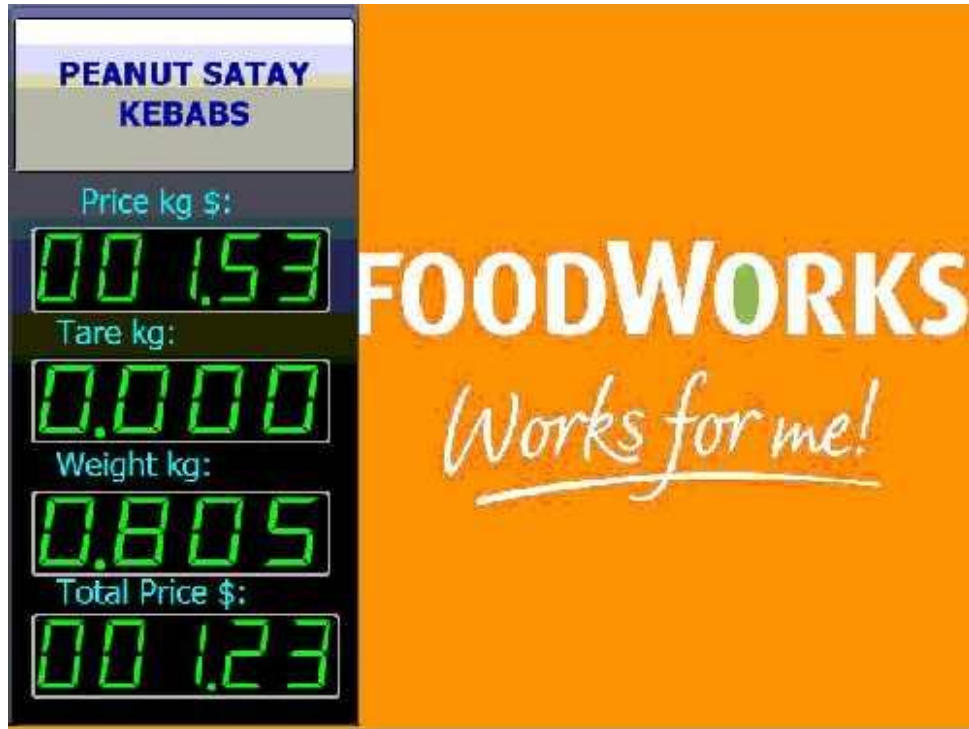 PEANUT SATAY
KEBABS
Price kg $:
001.53
Tare kg:
0.000
Weight kg:
0.805
Total Price $:
001.23
FOODWORKS
Works for me!